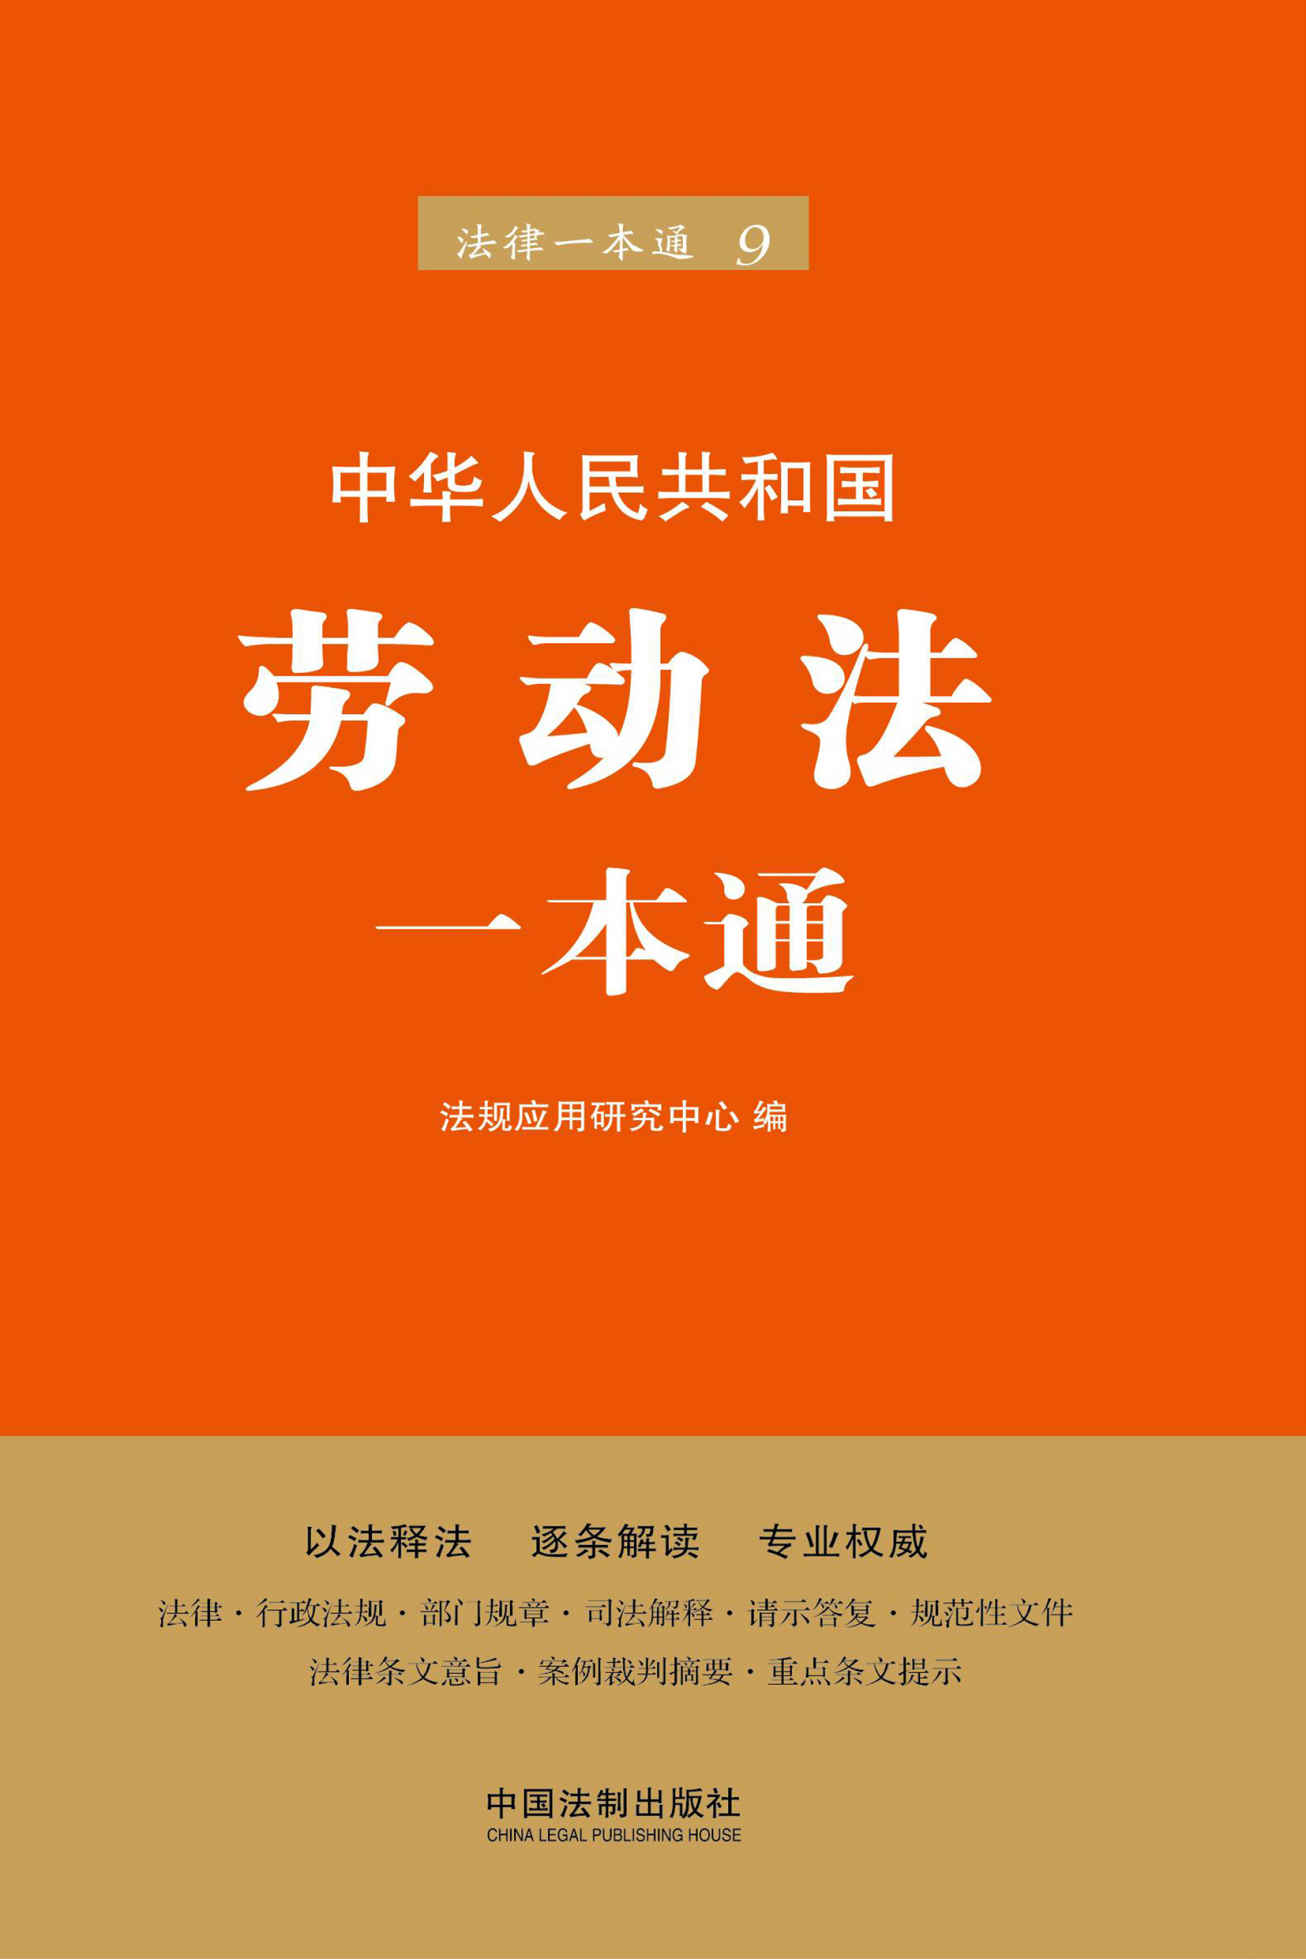 法律一本通 9
中华人民共和国
劳动法
一本通
法规应用研究中心 编
以法释法 逐条解读 专业权威
法律·行政法规·部门规章·司法解释·请示答复·规范性文件
法律条文意旨·案例裁判摘要·重点条文提示
中国法制出版社
CHINA LEGAL PUBLISHING HOUSE